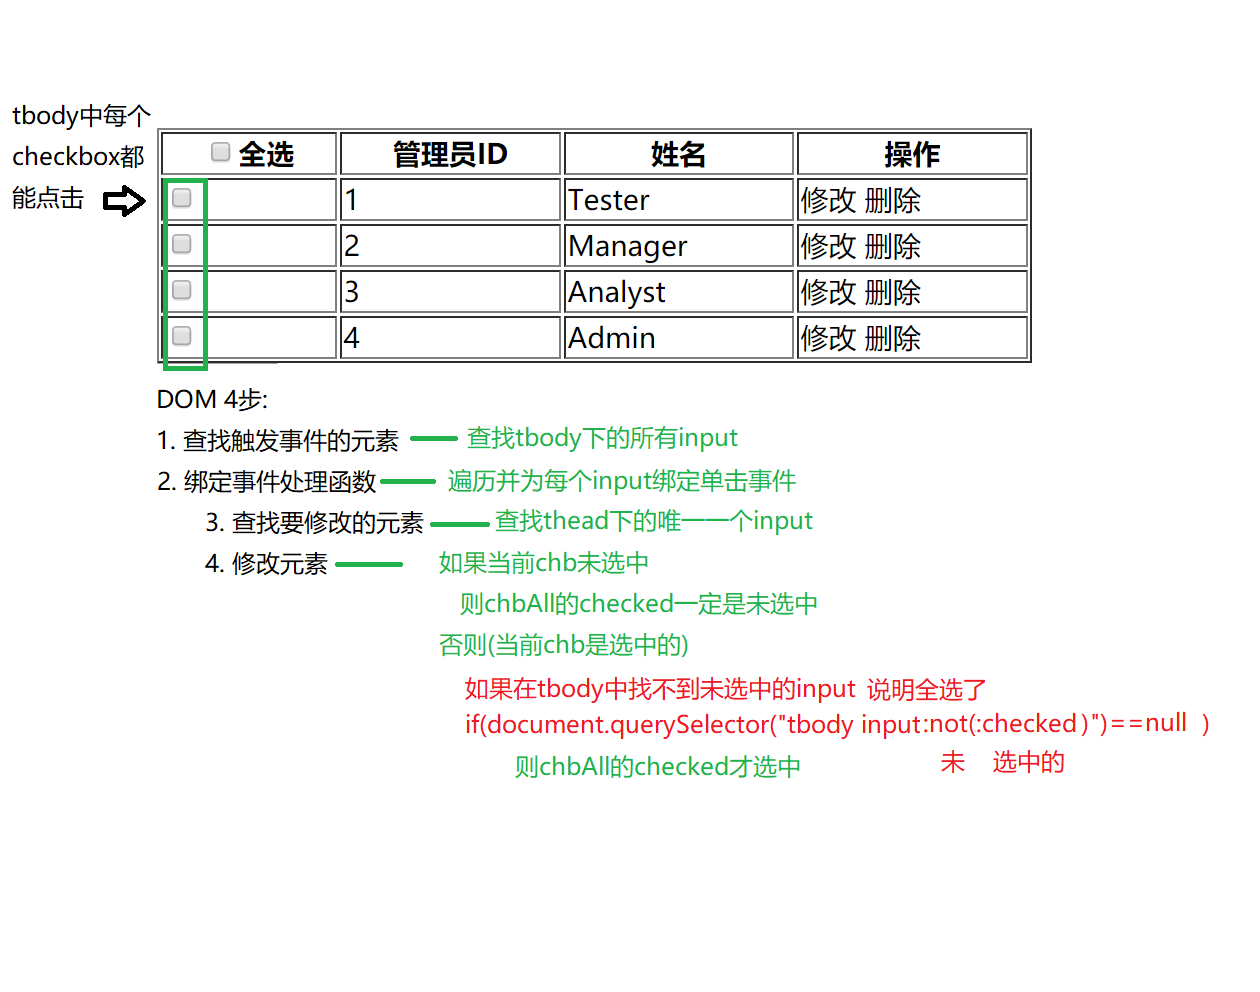 tbody中每个
checkbox都
能点击
全选 管理员ID 姓名 操作
1 Tester 修改 删除
2 Manager 修改 删除
3 Analyst 修改 删除
4 Admin 修改 删除
DOM 4步:
1. 查找触发事件的元素 查找tbody下的所有input
2. 绑定事件处理函数 遍历并为每个input绑定单击事件
3. 查找要修改的元素 查找thead下的唯一一个input
4. 修改元素 如果当前chb未选中
则chbAll的checked一定是未选中
否则(当前chb是选中的)
如果在tbody中找不到未选中的input 说明全选了
if(document.querySelector("tbody input:not(:checked)")==null )
未 选中的
则chbAll的checked才选中